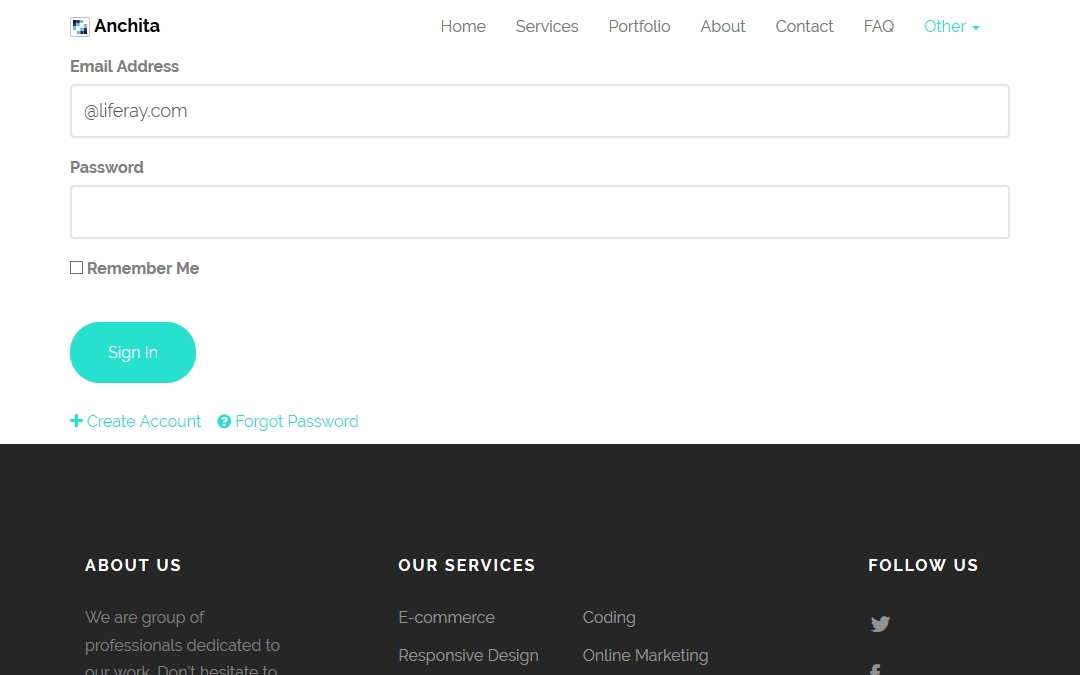 Anchita
Home Services Portfolio About Contact FAQ Other
Email Address
@liferay.com
Password
Remember Me
Sign In
Create Account Forgot Password
ABOUT US
We are group of
professionals dedicated to
our work. Don't hesitate to
OUR SERVICES
E-commerce Coding
Responsive Design Online Marketing
FOLLOW US